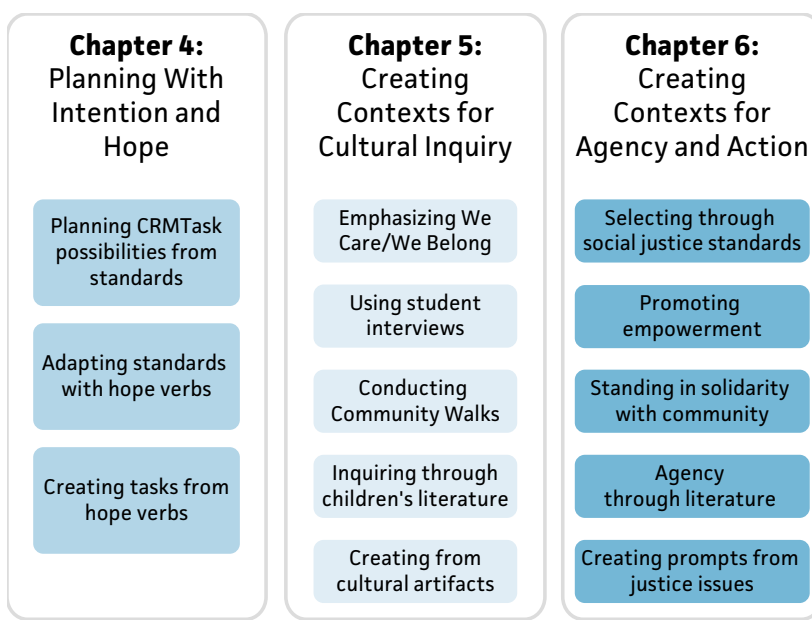 Chapter 4:
Planning With
Intention and
Hope
Planning CRMTask
possibilities from
standards
Adapting standards
with hope verbs
Creating tasks from
hope verbs
Chapter 5:
Creating
Contexts for
Cultural Inquiry
Emphasizing We
Care/We Belong
Using student
interviews
Conducting
Community Walks
Inquiring through
children's literature
Creating from
cultural artifacts
Chapter 6:
Creating
Contexts for
Agency and Action
Selecting through
social justice standards
Promoting
empowerment
Standing in solidarity
with community
Agency
through literature
Creating prompts from
justice issues